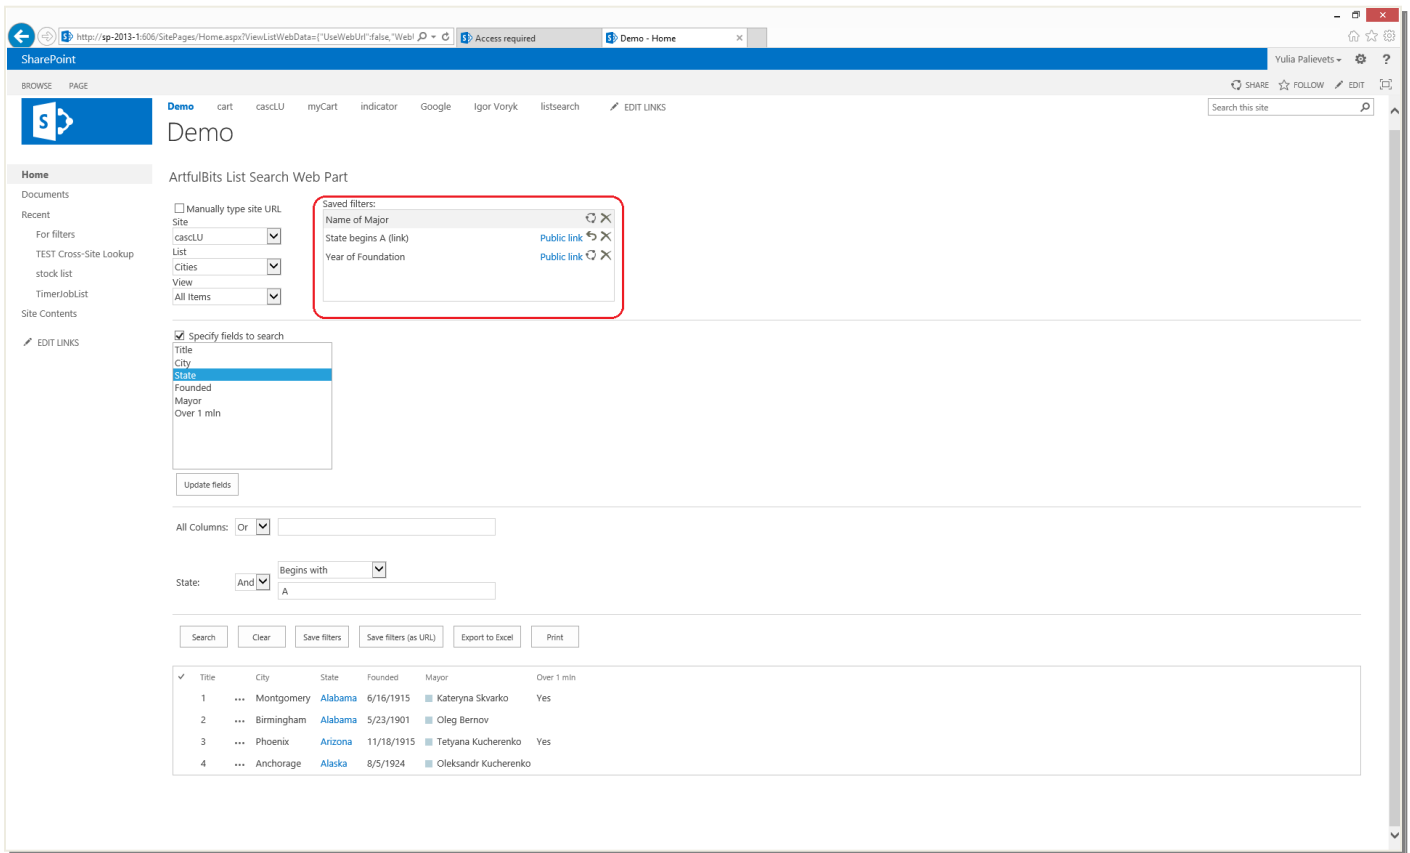 http://sp-2013-1:606/SitePages/Home.aspx?ViewListWebData={"UseWebUrl":false,"Webl
Access required
Demo - Home
SharePoint
Yulia Palievets
?
BROWSE PAGE
SHARE FOLLOW EDIT
S
Demo cart cascLU myCart indicator Google Igor Voryk listsearch EDIT LINKS
Search this site
Demo
Home
Documents
Recent
For filters
TEST Cross-Site Lookup
stock list
TimerJobList
Site Contents
EDIT LINKS
ArtfulBits List Search Web Part
Manually type site URL
Site
cascLU
List
Cities
View
All Items
Saved filters:
Name of Major
State begins A (link) Public link
Year of Foundation Public link
Specify fields to search
Title
City
State
Founded
Mayor
Over 1 mln
Update fields
All Columns: Or
State: And Begins with
A
Search Clear Save filters Save filters (as URL) Export to Excel Print
Title City State Founded Mayor Over 1 mln
1 ... Montgomery Alabama 6/16/1915 Kateryna Skvarko Yes
2 ... Birmingham Alabama 5/23/1901 Oleg Bernov
3 ... Phoenix Arizona 11/18/1915 Tetyana Kucherenko Yes
4 ... Anchorage Alaska 8/5/1924 Oleksandr Kucherenko